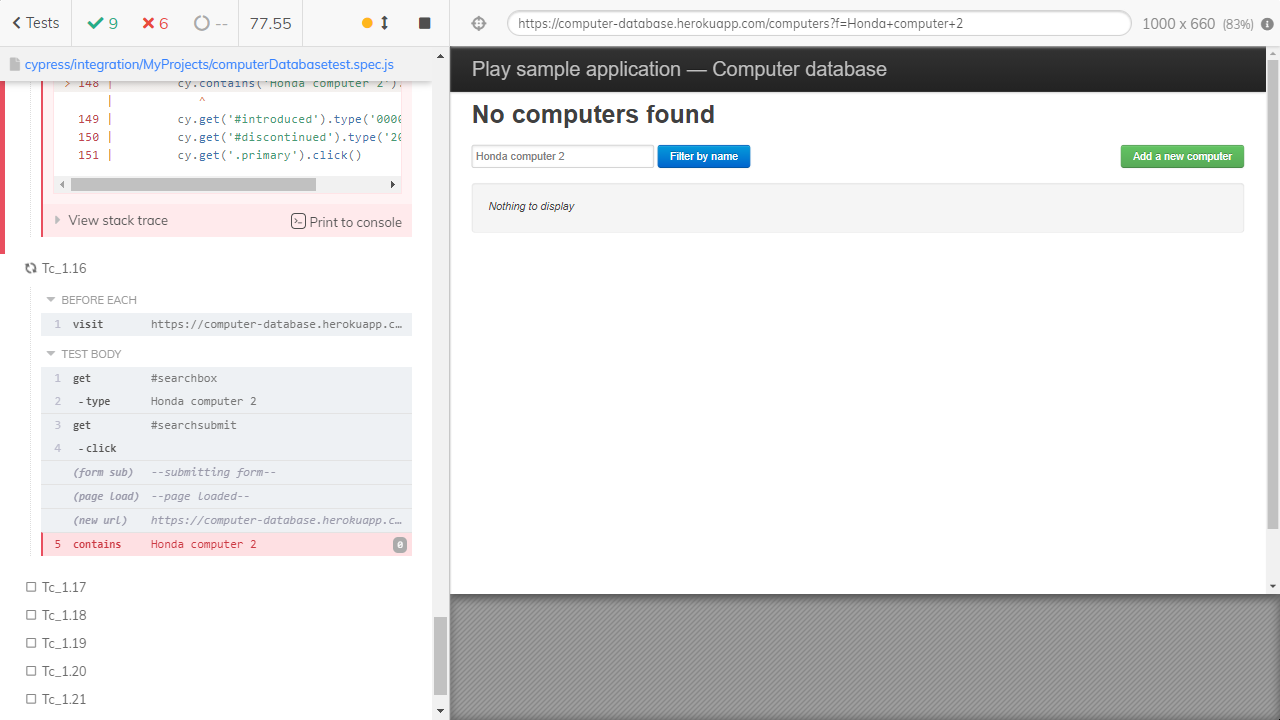 Tests 9 6 -- 77.55
https://computer-database.herokuapp.com/computers?f=Honda+computer+2 1000 x 660 (83%)
cypress/integration/MyProjects/computerDatabasetest.spec.js
> 148 | cy.contains('Honda computer 2').
| ^
149 | cy.get('#introduced').type('0000
150 | cy.get('#discontinued').type('20
151 | cy.get('.primary').click()
View stack trace Print to console
Tc_1.16
BEFORE EACH
1 visit https://computer-database.herokuapp.c…
TEST BODY
1 get #searchbox
2 -type Honda computer 2
3 get #searchsubmit
4 -click
(form sub) --submitting form--
(page load) --page loaded--
(new url) https://computer-database.herokuapp.c…
5 contains Honda computer 2 0
Tc_1.17
Tc_1.18
Tc_1.19
Tc_1.20
Tc_1.21
Play sample application — Computer database
No computers found
Honda computer 2 Filter by name Add a new computer
Nothing to display